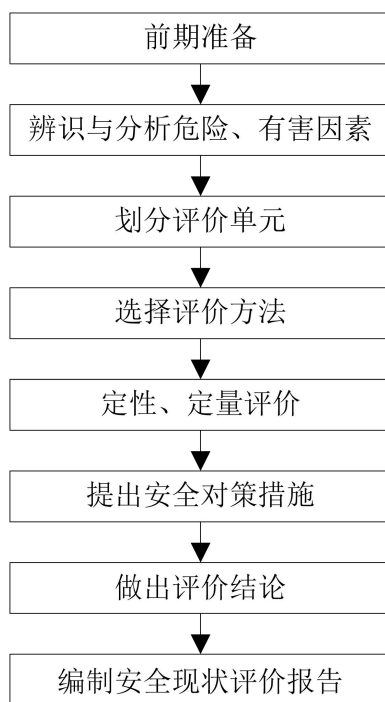 前期准备
辨识与分析危险、有害因素
划分评价单元
选择评价方法
定性、定量评价
提出安全对策措施
做出评价结论
编制安全现状评价报告